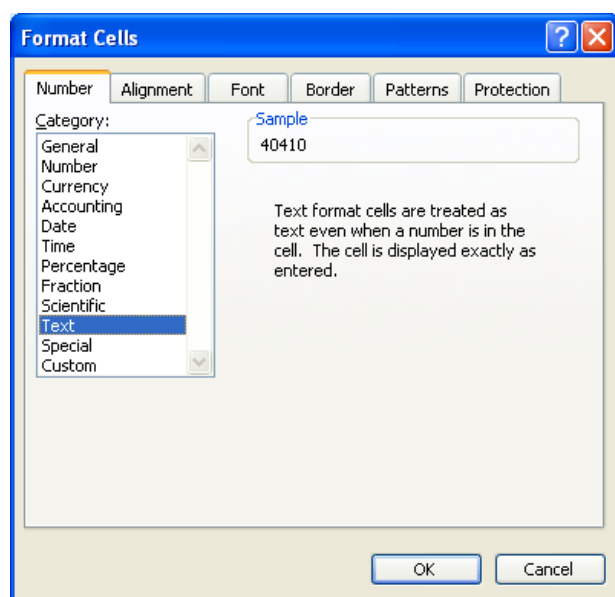 Format Cells
Number Alignment Font Border Patterns Protection
Category:
General
Number
Currency
Accounting
Date
Time
Percentage
Fraction
Scientific
Text
Special
Custom
Sample
40410
Text format cells are treated as
text even when a number is in the
cell. The cell is displayed exactly as
entered.
OK Cancel